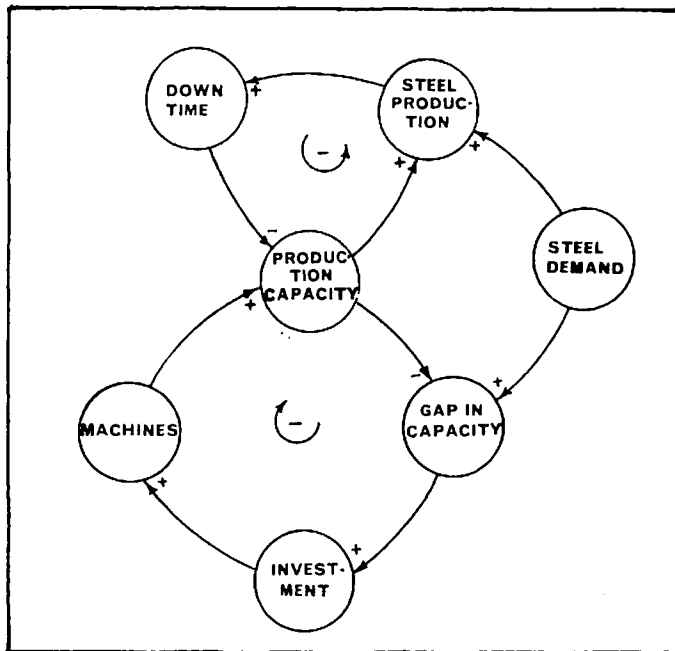 DOWN
TIME
STEEL
PRODUC-
TION
+
+
+
-
-
PRODUC-
TION
CAPACITY
+
STEEL
DEMAND
-
+
GAP IN
CAPACITY
-
MACHINES
+
+
INVEST-
MENT